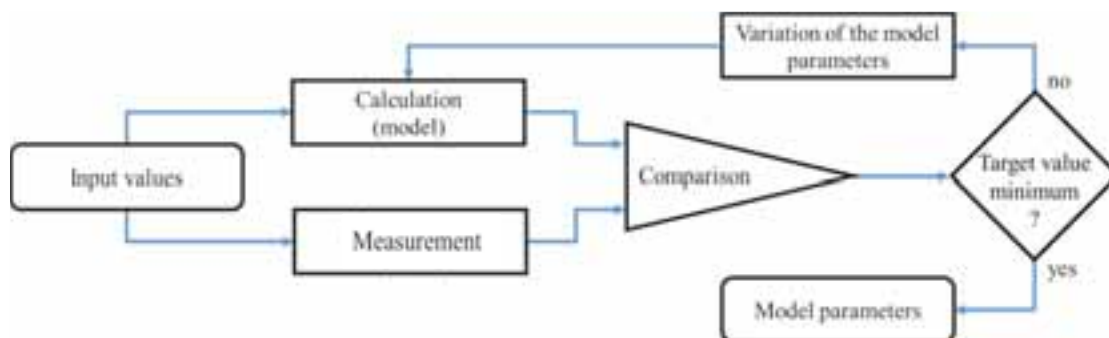 Variation of the model
parameters
no
Calculation
(model)
Input values
Comparison
Target value
minimum
?
Measurement
yes
Model parameters